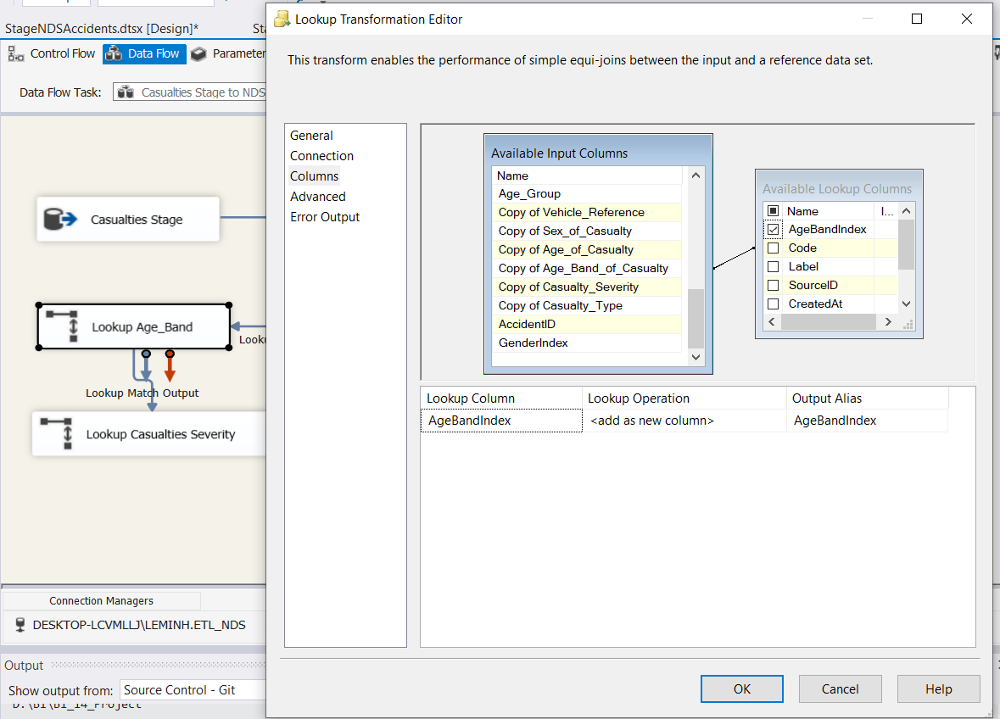 StageNDSAccidents.dtsx [Design]*
Control Flow
Data Flow
Parameter
Data Flow Task:
Casualties Stage to NDS
Casualties Stage
Lookup Age_Band
Lookup Match Output
Lookup Casualties Severity
Connection Managers
DESKTOP-LCVMLLJ\LEMINH.ETL_NDS
Output
Show output from:
Source Control - Git
D:\BI\BI_14_Project
Lookup Transformation Editor
This transform enables the performance of simple equi-joins between the input and a reference data set.
General
Connection
Columns
Advanced
Error Output
Available Input Columns
Name
Age_Group
Copy of Vehicle_Reference
Copy of Sex_of_Casualty
Copy of Age_of_Casualty
Copy of Age_Band_of_Casualty
Copy of Casualty_Severity
Copy of Casualty_Type
AccidentID
GenderIndex
Available Lookup Columns
Name I...
AgeBandIndex
Code
Label
SourceID
CreatedAt
Lookup Column Lookup Operation Output Alias
AgeBandIndex <add as new column> AgeBandIndex
OK
Cancel
Help